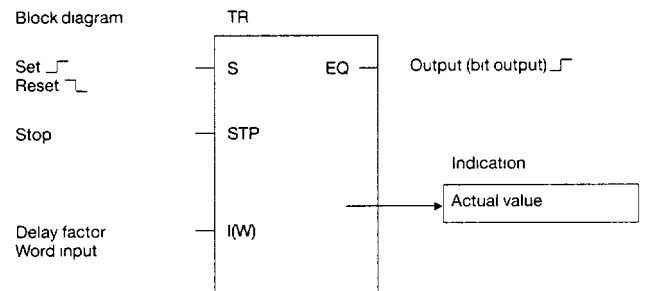 Block diagram
TR
Set
Reset
S
EQ
Output (bit output)
Stop
STP
Indication
Actual value
Delay factor
Word input
I(W)